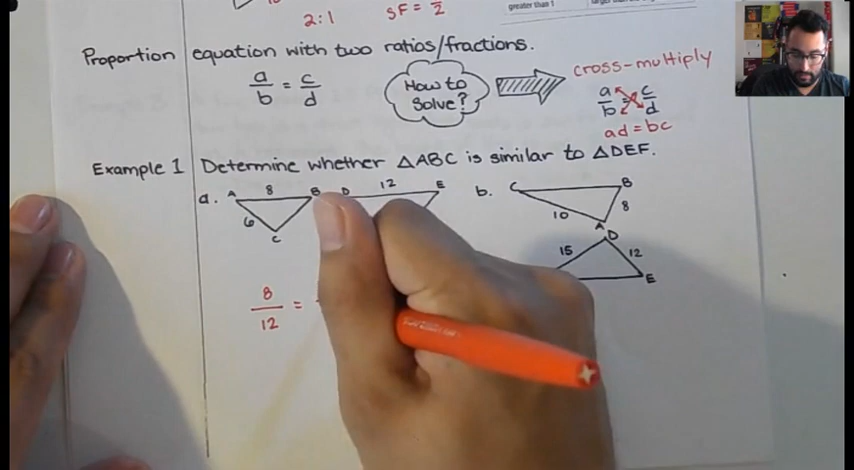 2:1 SF = 2
greater than 1
Proportion equation with two ratios/fractions.
a/b = c/d
How to
Solve?
cross-multiply
a/b = c/d
ad = bc
Example 1 Determine whether △ABC is similar to △DEF.
a. A 8 B D 12 E
6
C
b. C B
10 8
A
D
15 12
E
8/12 =